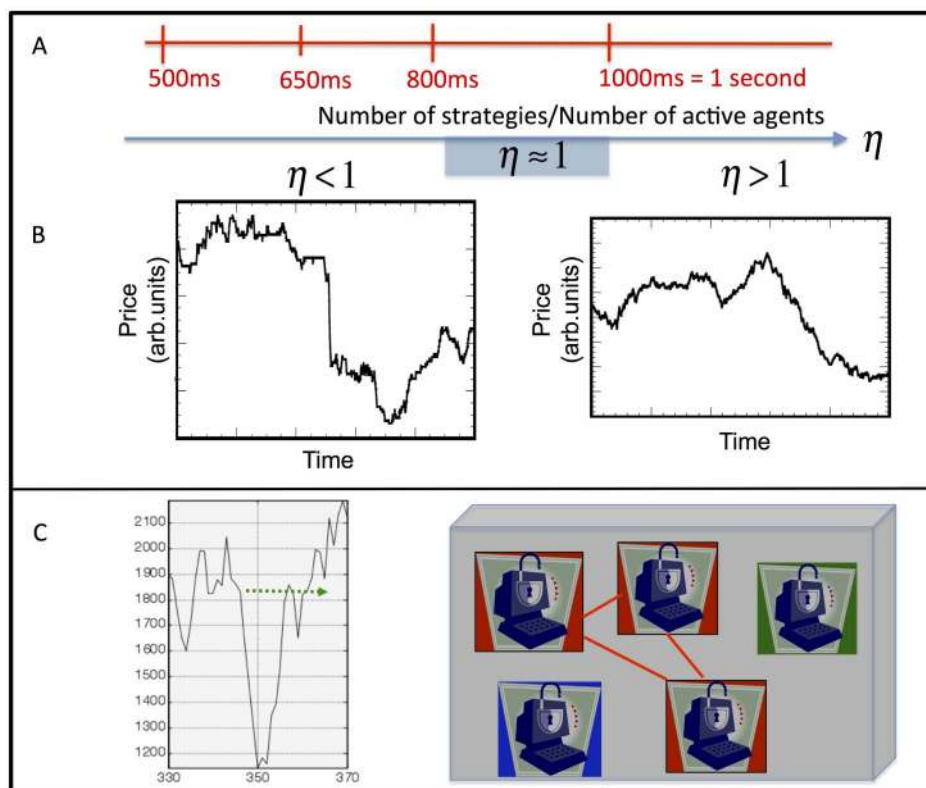 A
500ms 650ms 800ms 1000ms = 1 second
Number of strategies/Number of active agents
η
η ≈ 1
η < 1
η > 1
B
Price
(arb.units)
Time
Price
(arb.units)
Time
C
2100
2000
1900
1800
1700
1600
1500
1400
1300
1200
330 350 370